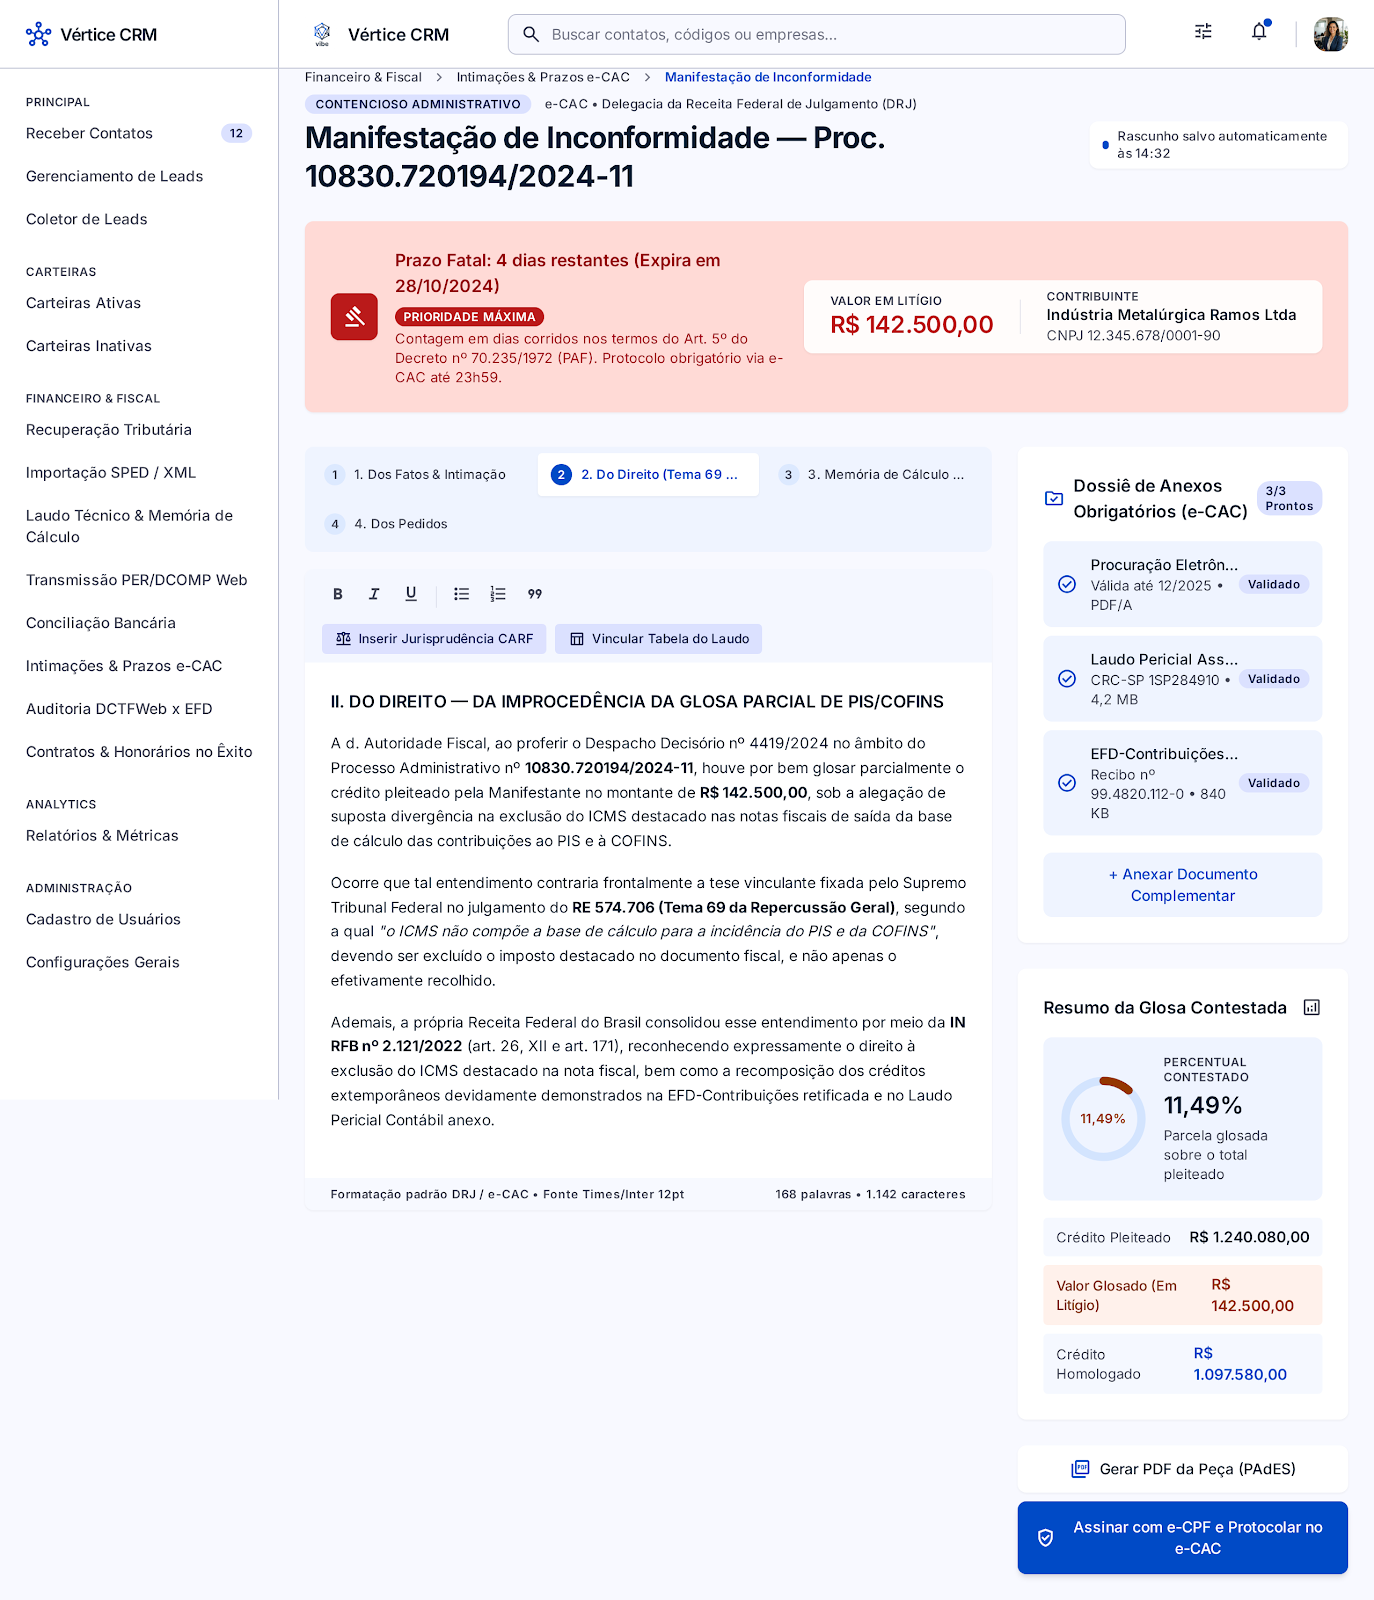 Vértice CRM
PRINCIPAL
Receber Contatos 12
Gerenciamento de Leads
Coletor de Leads
CARTEIRAS
Carteiras Ativas
Carteiras Inativas
FINANCEIRO & FISCAL
Recuperação Tributária
Importação SPED / XML
Laudo Técnico & Memória de
Cálculo
Transmissão PER/DCOMP Web
Conciliação Bancária
Intimações & Prazos e-CAC
Auditoria DCTFWeb x EFD
Contratos & Honorários no Êxito
ANALYTICS
Relatórios & Métricas
ADMINISTRAÇÃO
Cadastro de Usuários
Configurações Gerais
vibe
Vértice CRM
Buscar contatos, códigos ou empresas...
Financeiro & Fiscal > Intimações & Prazos e-CAC > Manifestação de Inconformidade
CONTENCIOSO ADMINISTRATIVO e-CAC • Delegacia da Receita Federal de Julgamento (DRJ)
Manifestação de Inconformidade — Proc.
10830.720194/2024-11
Rascunho salvo automaticamente
às 14:32
Prazo Fatal: 4 dias restantes (Expira em
28/10/2024)
PRIORIDADE MÁXIMA
Contagem em dias corridos nos termos do Art. 5º do
Decreto nº 70.235/1972 (PAF). Protocolo obrigatório via e-
CAC até 23h59.
VALOR EM LITÍGIO
R$ 142.500,00
CONTRIBUINTE
Indústria Metalúrgica Ramos Ltda
CNPJ 12.345.678/0001-90
1 1. Dos Fatos & Intimação
2 2. Do Direito (Tema 69 ...
3 3. Memória de Cálculo ...
4 4. Dos Pedidos
B I U
Inserir Jurisprudência CARF
Vincular Tabela do Laudo
II. DO DIREITO — DA IMPROCEDÊNCIA DA GLOSA PARCIAL DE PIS/COFINS
A d. Autoridade Fiscal, ao proferir o Despacho Decisório nº 4419/2024 no âmbito do
Processo Administrativo nº 10830.720194/2024-11, houve por bem glosar parcialmente o
crédito pleiteado pela Manifestante no montante de R$ 142.500,00, sob a alegação de
suposta divergência na exclusão do ICMS destacado nas notas fiscais de saída da base
de cálculo das contribuições ao PIS e à COFINS.
Ocorre que tal entendimento contraria frontalmente a tese vinculante fixada pelo Supremo
Tribunal Federal no julgamento do RE 574.706 (Tema 69 da Repercussão Geral), segundo
a qual "o ICMS não compõe a base de cálculo para a incidência do PIS e da COFINS",
devendo ser excluído o imposto destacado no documento fiscal, e não apenas o
efetivamente recolhido.
Ademais, a própria Receita Federal do Brasil consolidou esse entendimento por meio da IN
RFB nº 2.121/2022 (art. 26, XII e art. 171), reconhecendo expressamente o direito à
exclusão do ICMS destacado na nota fiscal, bem como a recomposição dos créditos
extemporâneos devidamente demonstrados na EFD-Contribuições retificada e no Laudo
Pericial Contábil anexo.
Formatação padrão DRJ / e-CAC • Fonte Times/Inter 12pt
168 palavras • 1.142 caracteres
Dossiê de Anexos
Obrigatórios (e-CAC)
3/3
Prontos
Procuração Eletrôn...
Válida até 12/2025 •
PDF/A
Validado
Laudo Pericial Ass...
CRC-SP 1SP284910 •
4,2 MB
Validado
EFD-Contribuições...
Recibo nº
99.4820.112-0 • 840
KB
Validado
+ Anexar Documento
Complementar
Resumo da Glosa Contestada
11,49%
PERCENTUAL
CONTESTADO
11,49%
Parcela glosada
sobre o total
pleiteado
Crédito Pleiteado R$ 1.240.080,00
Valor Glosado (Em
Litígio)
R$
142.500,00
Crédito
Homologado
R$
1.097.580,00
PDF
Gerar PDF da Peça (PAdES)
Assinar com e-CPF e Protocolar no
e-CAC